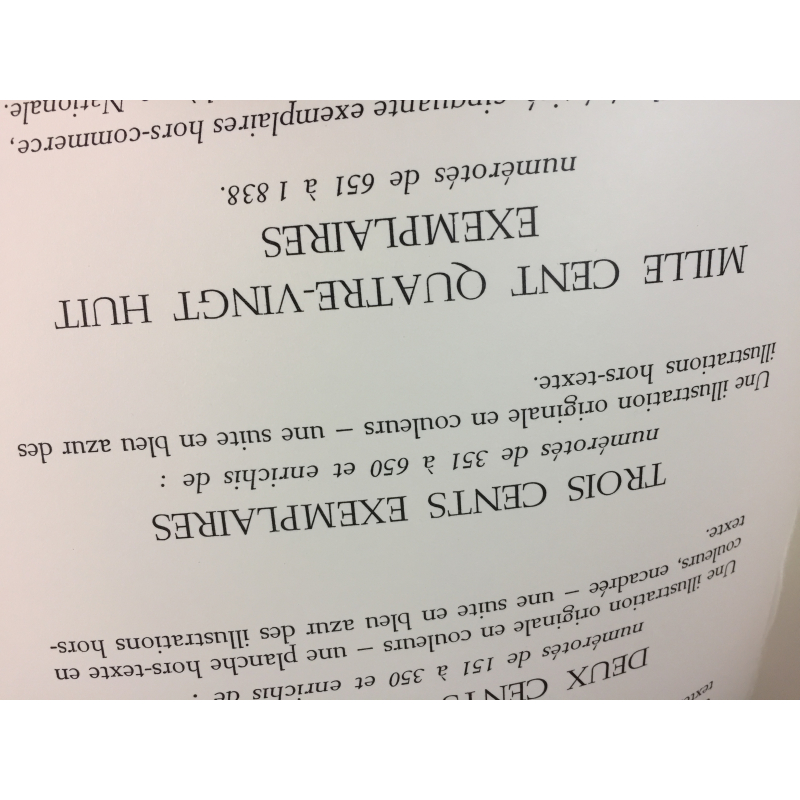 texte
DEUX CENTS
numérotés de 151 à 350 et enrichis de :
Une illustration originale en couleurs – une planche hors-texte en
couleurs, encadrée – une suite en bleu azur des illustrations hors-
texte.
TROIS CENTS EXEMPLAIRES
numérotés de 351 à 650 et enrichis de :
Une illustration originale en couleurs – une suite en bleu azur des
illustrations hors-texte.
MILLE CENT QUATRE-VINGT HUIT
EXEMPLAIRES
numérotés de 651 à 1 838.
cinquante exemplaires hors-commerce,
Nationale.